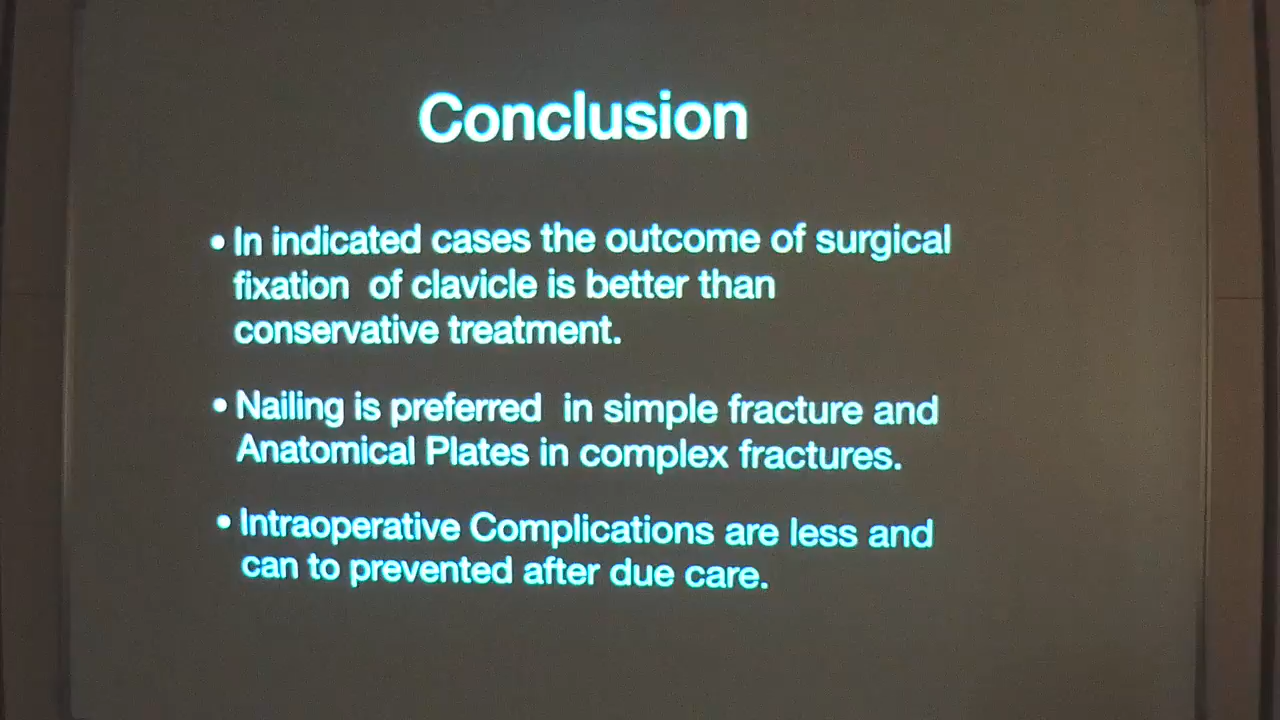 Conclusion
• In indicated cases the outcome of surgical
fixation of clavicle is better than
conservative treatment.
• Nailing is preferred in simple fracture and
Anatomical Plates in complex fractures.
• Intraoperative Complications are less and
can to prevented after due care.